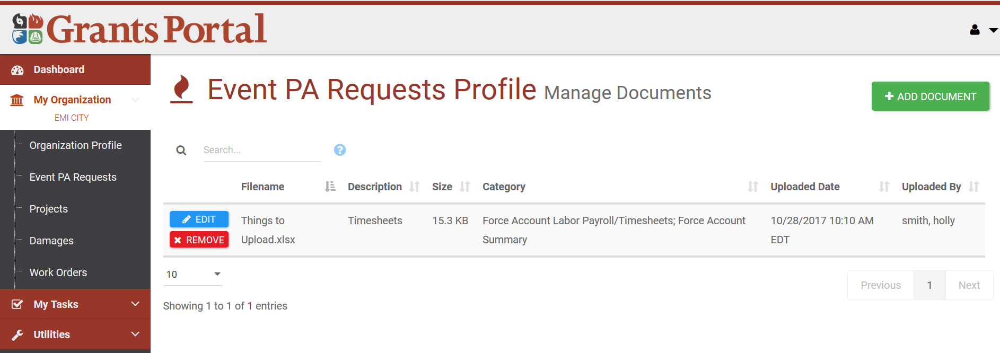 Grants Portal
Dashboard
My Organization
EMI CITY
Organization Profile
Event PA Requests
Projects
Damages
Work Orders
My Tasks
Utilities
Event PA Requests Profile Manage Documents
ADD DOCUMENT
Search...
?
Filename Description Size Category Uploaded Date Uploaded By
EDIT Things to Timesheets 15.3 KB Force Account Labor Payroll/Timesheets; Force Account 10/28/2017 10:10 AM smith, holly
REMOVE Upload.xlsx Summary EDT
10
Previous 1 Next
Showing 1 to 1 of 1 entries